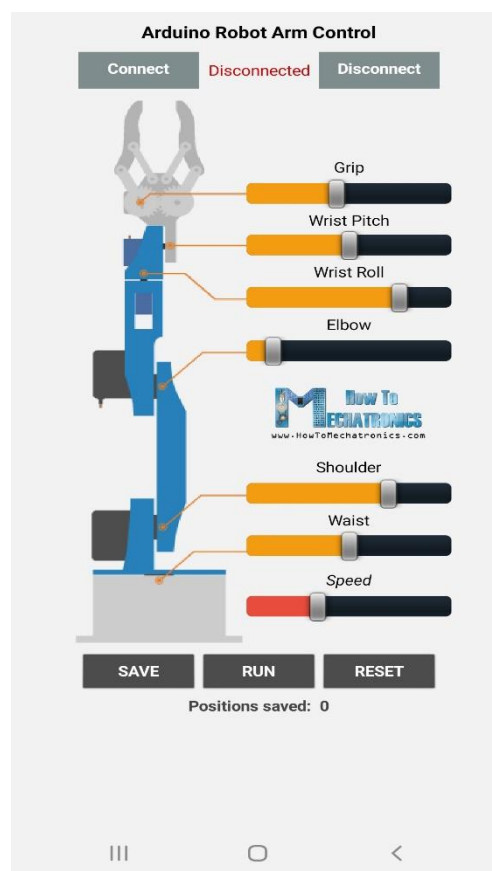 Arduino Robot Arm Control
Connect
Disconnected
Disconnect
Grip
Wrist Pitch
Wrist Roll
Elbow
How To
MECHATRONICS
www.HowToMechatronics.com
Shoulder
Waist
Speed
SAVE
RUN
RESET
Positions saved: 0